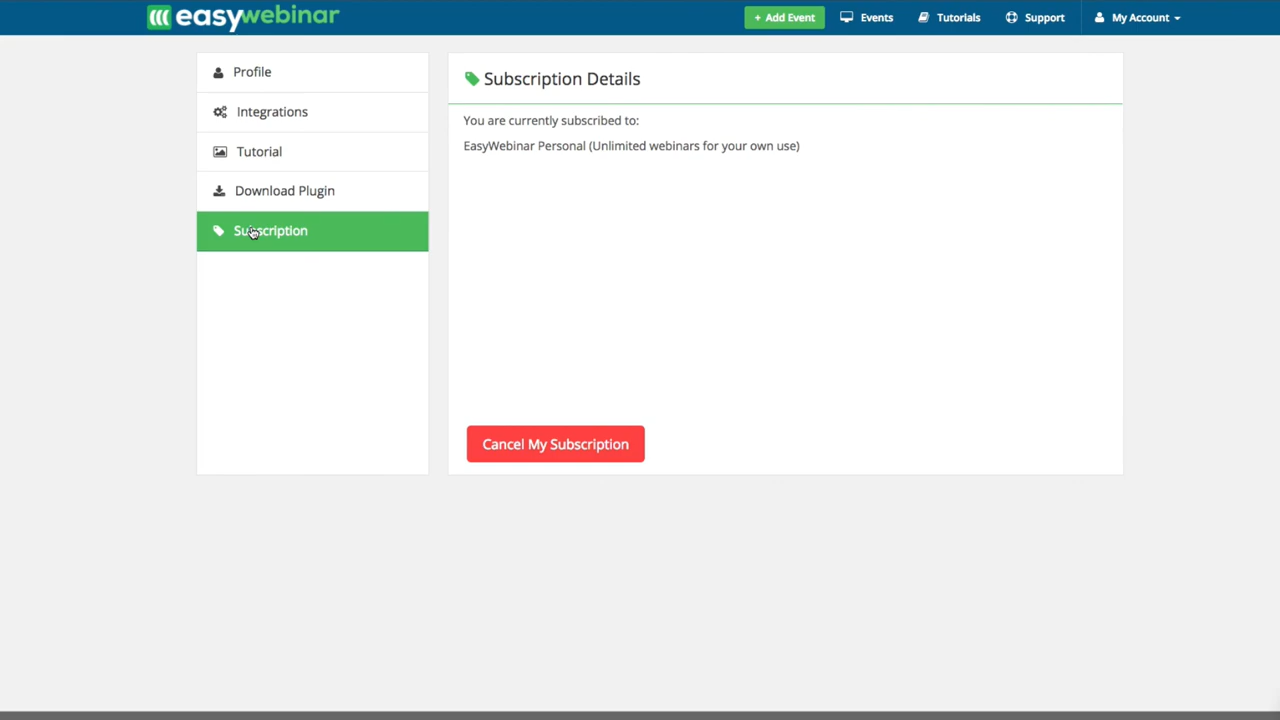 easywebinar
+ Add Event
Events
Tutorials
Support
My Account
Profile
Integrations
Tutorial
Download Plugin
Subscription
Subscription Details
You are currently subscribed to:
EasyWebinar Personal (Unlimited webinars for your own use)
Cancel My Subscription